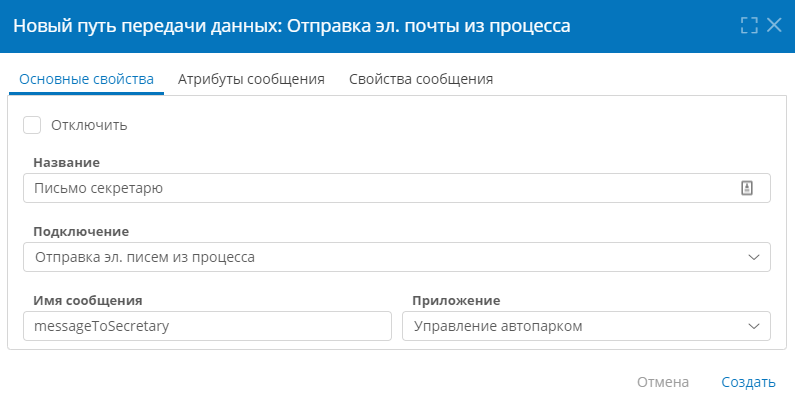 Новый путь передачи данных: Отправка эл. почты из процесса
Основные свойства Атрибуты сообщения Свойства сообщения
Отключить
Название
Письмо секретарю
Подключение
Отправка эл. писем из процесса
Имя сообщения Приложение
messageToSecretary Управление автопарком
Отмена Создать